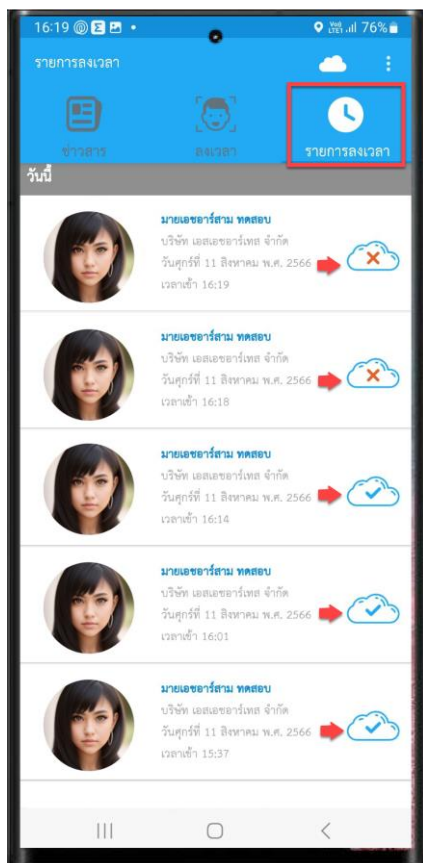 16:19
76%
รายการลงเวลา
ข่าวสาร
ลงเวลา
รายการลงเวลา
วันนี้
มายเอชอาร์สาม ทดสอบ
บริษัท เอสเอชอาร์เทส จำกัด
วันศุกร์ที่ 11 สิงหาคม พ.ศ. 2566
เวลาเข้า 16:19
มายเอชอาร์สาม ทดสอบ
บริษัท เอสเอชอาร์เทส จำกัด
วันศุกร์ที่ 11 สิงหาคม พ.ศ. 2566
เวลาเข้า 16:18
มายเอชอาร์สาม ทดสอบ
บริษัท เอสเอชอาร์เทส จำกัด
วันศุกร์ที่ 11 สิงหาคม พ.ศ. 2566
เวลาเข้า 16:14
มายเอชอาร์สาม ทดสอบ
บริษัท เอสเอชอาร์เทส จำกัด
วันศุกร์ที่ 11 สิงหาคม พ.ศ. 2566
เวลาเข้า 16:01
มายเอชอาร์สาม ทดสอบ
บริษัท เอสเอชอาร์เทส จำกัด
วันศุกร์ที่ 11 สิงหาคม พ.ศ. 2566
เวลาเข้า 15:37